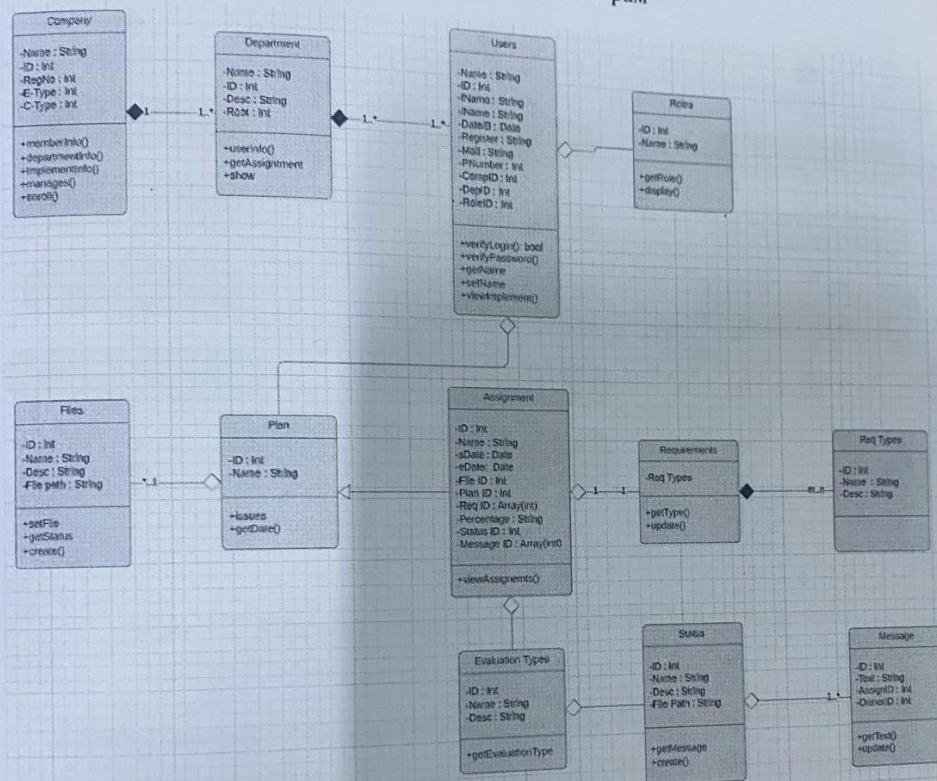 Company
-Name : String
-ID : Int
-RegNo : Int
-E-Type : Int
-C-Type : Int
+memberInfo()
+departmentInfo()
+implementInfo()
+manages()
+enroll()
1
1..*
Department
-Name : String
-ID : Int
-Desc : String
-Root : Int
+userinfo()
+getAssigntment
+show
1..*
1..*
Users
-Name : String
-ID : Int
-fName : String
-lName : String
-Date/B : Date
-Register : String
-Mail : String
-PNumber : Int
-CompID : Int
-DepID : Int
-RoleID : Int
+verifyLogin(): bool
+verifyPassword()
+getName
+setName
+viewImplement()
Roles
-ID : Int
-Name : String
+getRole()
+display()
Files
-ID : Int
-Name : String
-Desc : String
-File path : String
+setFile
+getStatus
+create()
*..1
Plan
-ID : Int
-Name : String
+issues
+getDate()
Assignment
-ID : Int
-Name : String
-sDate : Date
-eDate: Date
-File ID : Int
-Plan ID : Int
-Req ID : Array(int)
-Percentage : String
-Status ID : Int
-Message ID : Array(int0
+viewAssignemts()
1
1
Requirements
-Req Types
+getType()
+update()
Req Types
-ID : Int
-Name : String
-Desc : String
Evaluation Types
-ID : Int
-Name : String
-Desc : String
+getEvaluationType
Status
-ID : Int
-Name : String
-Desc : String
-File Path : String
+getMessage
+create()
1..*
Message
-ID : Int
-Text : String
-AssignID : Int
-OwnerID : Int
+getText()
+update()